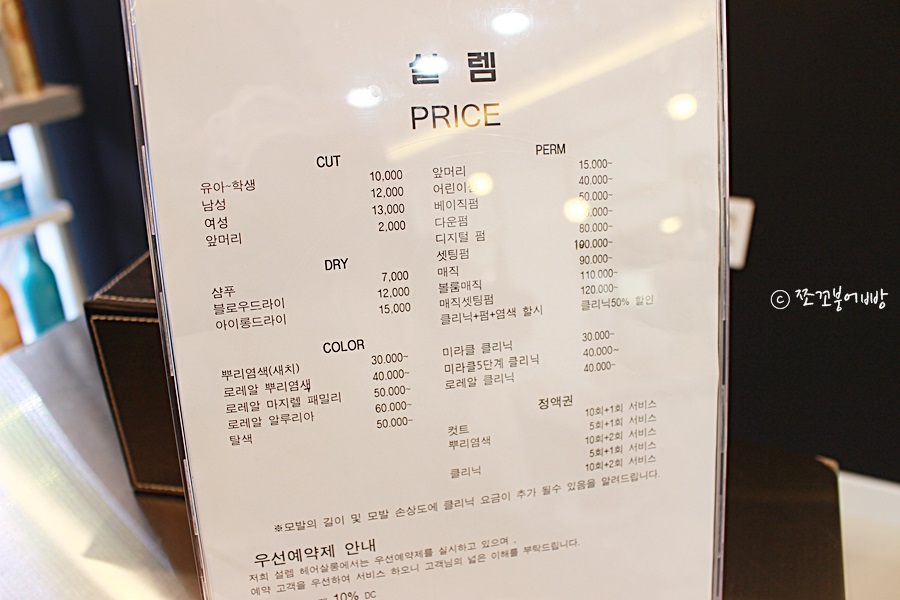 설렘
PRICE
CUT
유아~학생 10,000
남성 12,000
여성 13,000
앞머리 2,000
DRY
샴푸 7,000
블로우드라이 12,000
아이롱드라이 15,000
COLOR
뿌리염색(새치) 30.000~
로레알 뿌리염색 40.000~
로레알 마지렐 패밀리 50.000~
로레알 알루리아 60.000~
탈색 50.000~
PERM
앞머리 15.000~
어린이 40.000~
베이직펌 50.000~
다운펌
디지털 펌 80.000~
셋팅펌 100.000~
매직 90.000~
볼륨매직 110.000~
매직셋팅펌 120.000~
클리닉+펌+염색 할시 클리닉50% 할인
미라클 클리닉 30.000~
미라클5단계 클리닉 40.000~
로레알 클리닉 40.000~
정액권
컷트 10회+1회 서비스
뿌리염색 5회+1회 서비스
10회+2회 서비스
클리닉 5회+1회 서비스
10회+2회 서비스
※모발의 길이 및 모발 손상도에 클리닉 요금이 추가 될수 있음을 알려드립니다.
우선예약제 안내
저희 설렘 헤어살롱에서는 우선예약제를 실시하고 있으며 .
예약 고객을 우선하여 서비스 하오니 고객님의 넓은 이해를 부탁드립니다.
10% DC
ⓒ 쪼꼬붕어빵